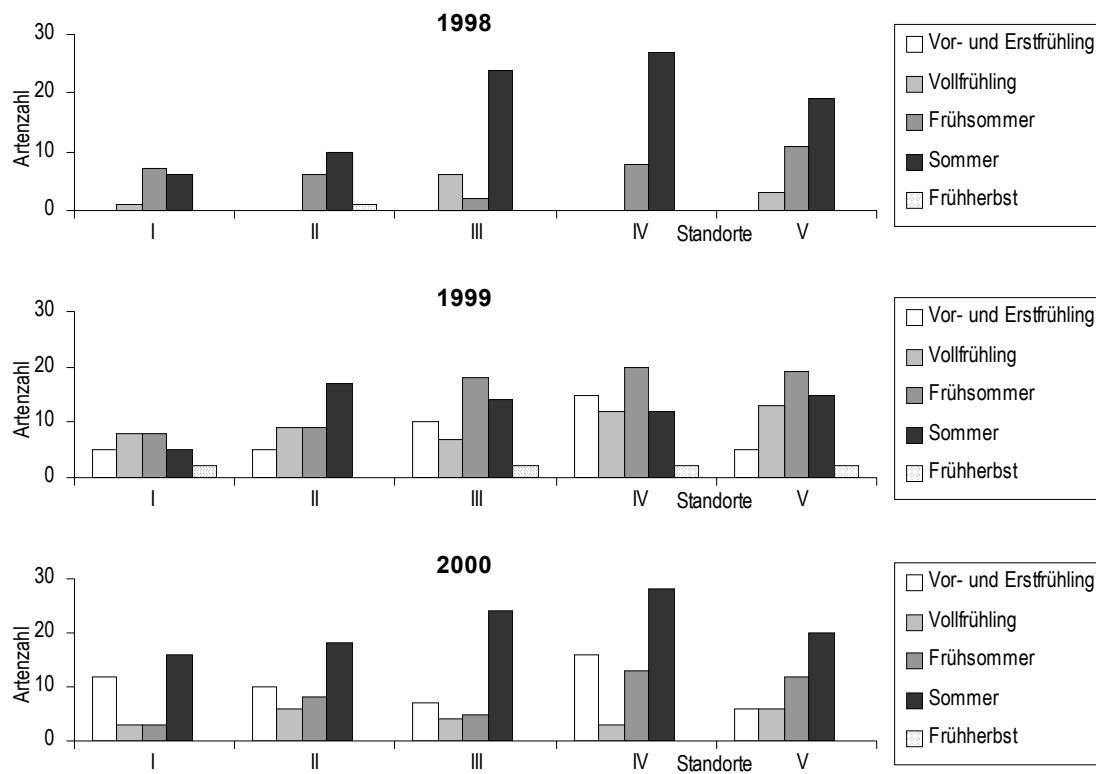 1998
30
20
10
0
Artenzahl
I
II
III
IV
Standorte
V
Vor- und Erstfrühling
Vollfrühling
Frühsommer
Sommer
Frühherbst
1999
30
20
10
0
Artenzahl
I
II
III
IV
Standorte
V
Vor- und Erstfrühling
Vollfrühling
Frühsommer
Sommer
Frühherbst
2000
30
20
10
0
Artenzahl
I
II
III
IV
Standorte
V
Vor- und Erstfrühling
Vollfrühling
Frühsommer
Sommer
Frühherbst